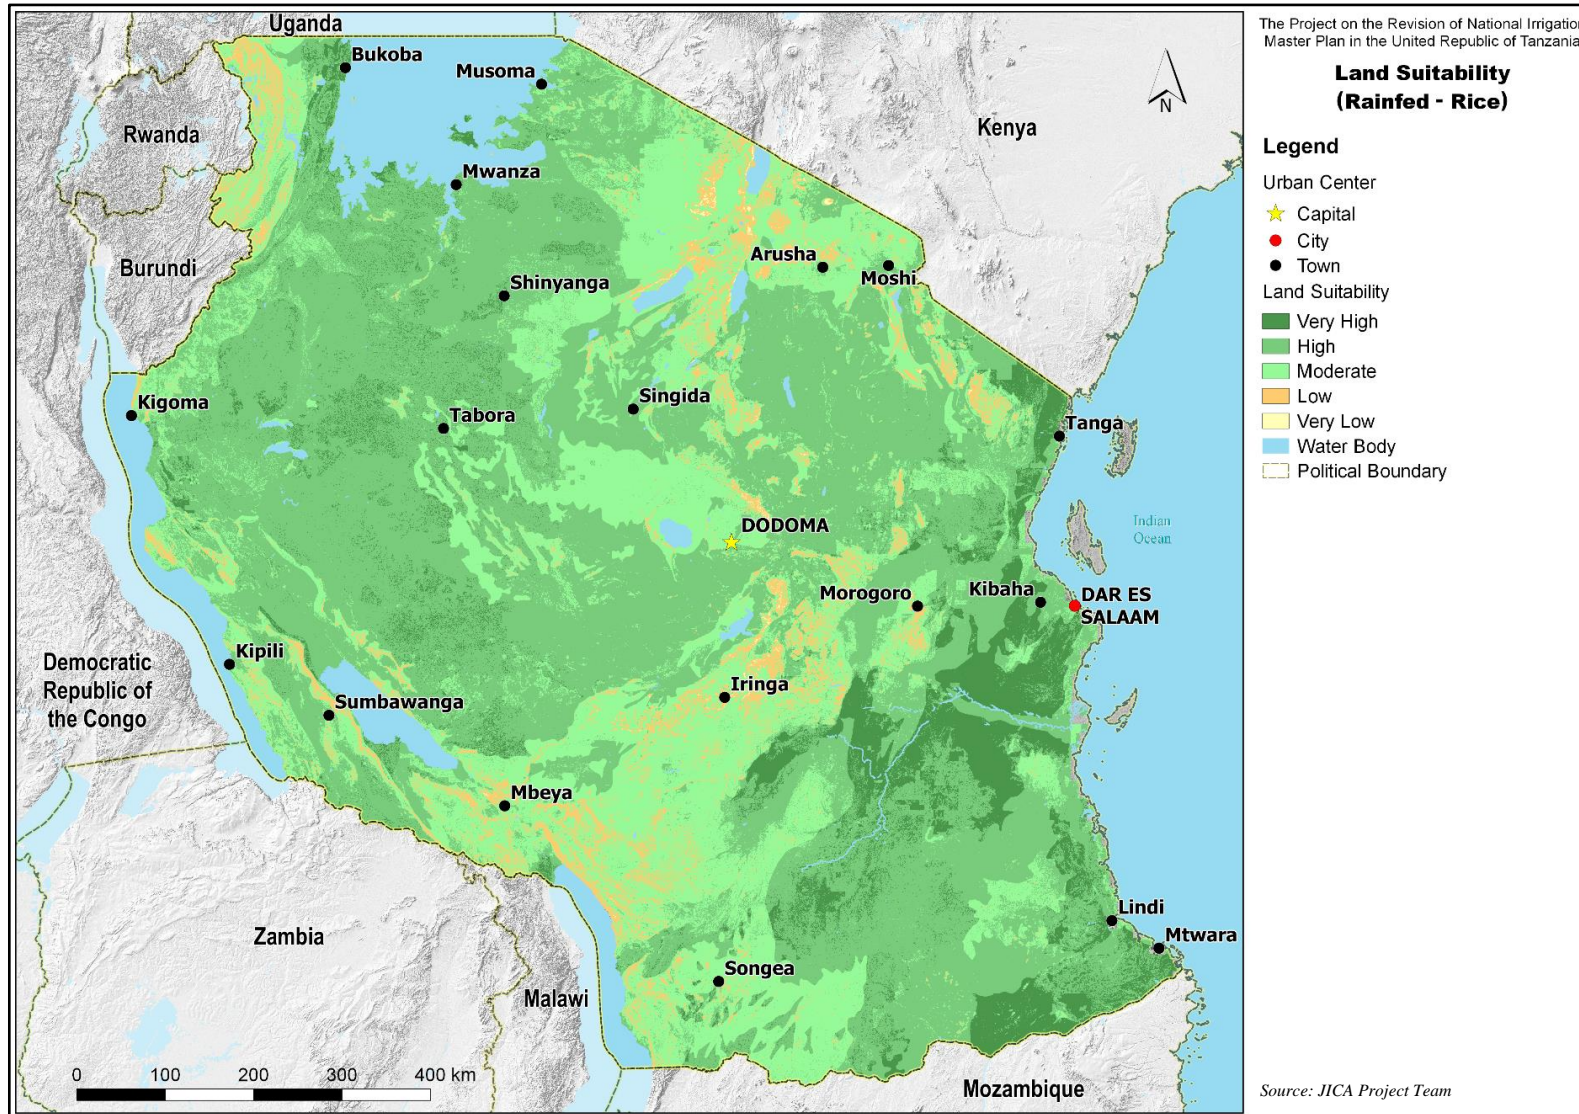 The Project on the Revision of National Irrigation
Master Plan in the United Republic of Tanzania
Land Suitability
(Rainfed - Rice)
Legend
Urban Center
Capital
City
Town
Land Suitability
Very High
High
Moderate
Low
Very Low
Water Body
Political Boundary
Uganda
Bukoba
Musoma
Rwanda
Kenya
N
Mwanza
Burundi
Arusha
Moshi
Shinyanga
Kigoma
Tabora
Singida
Tanga
DODOMA
Indian
Ocean
Morogoro
Kibaha
DAR ES
SALAAM
Democratic
Republic of
the Congo
Kipili
Sumbawanga
Iringa
Mbeya
Zambia
Lindi
Mtwara
Songea
Malawi
Mozambique
0 100 200 300 400 km
Source: JICA Project Team